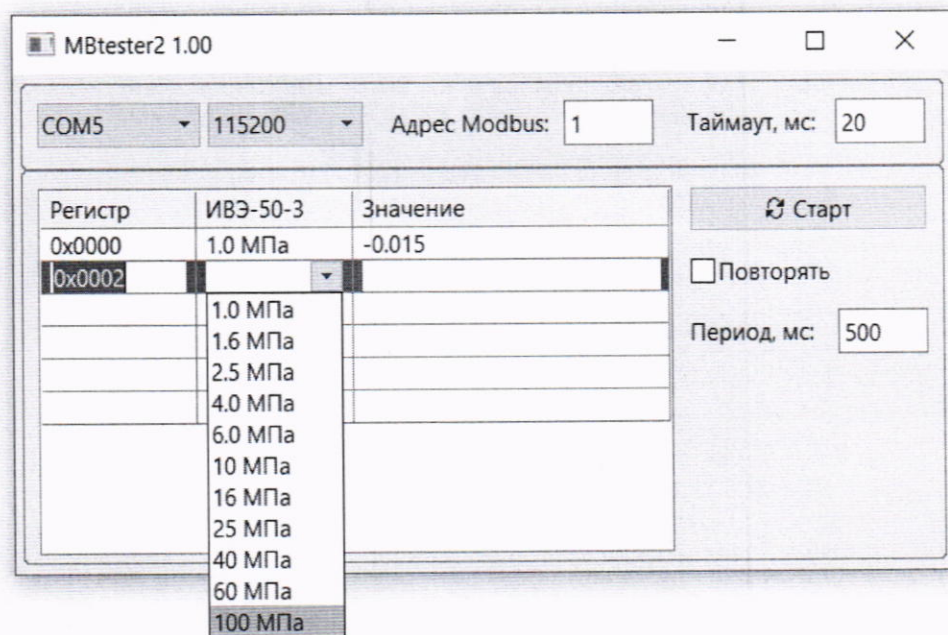 MBtester2 1.00
COM5 115200 Адрес Modbus: 1 Таймаут, мс: 20
Регистр ИВЭ-50-3 Значение Старт
0x0000 1.0 МПа -0.015
0x0002 Повторять
1.0 МПа
1.6 МПа Период, мс: 500
2.5 МПа
4.0 МПа
6.0 МПа
10 МПа
16 МПа
25 МПа
40 МПа
60 МПа
100 МПа